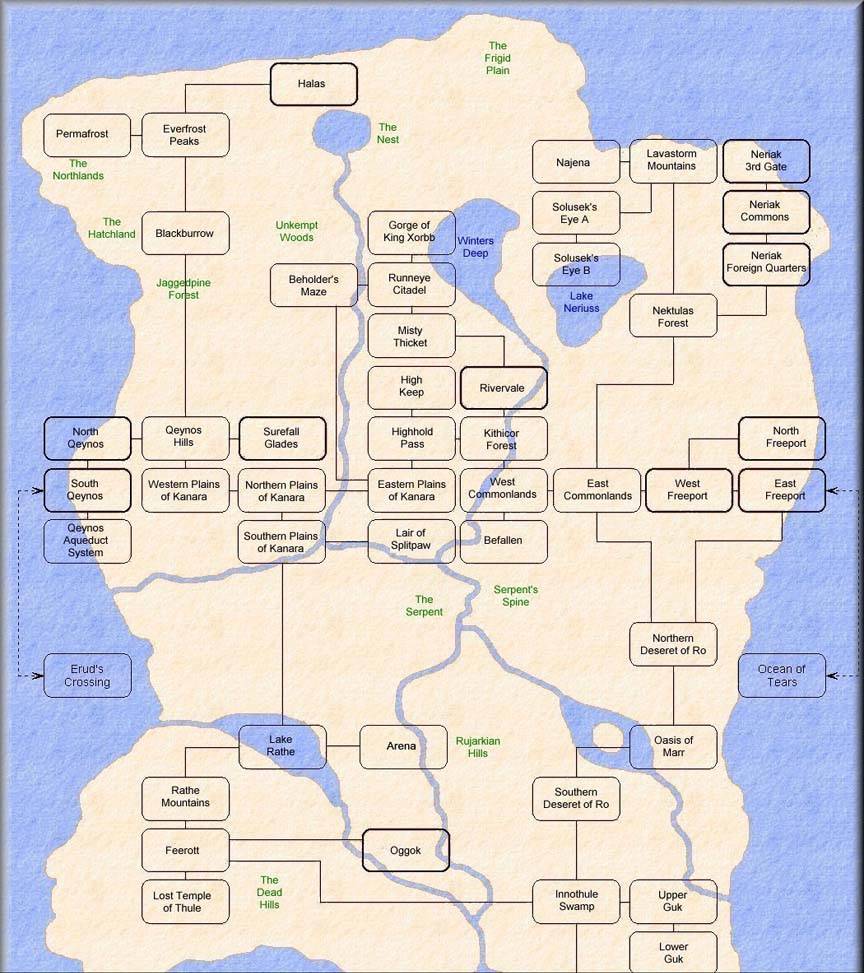 The
Frigid
Plain
Halas
Permafrost
Everfrost
Peaks
The
Nest
The
Northlands
Najena
Lavastorm
Mountains
Neriak
3rd Gate
The
Hatchland
Blackburrow
Unkempt
Woods
Gorge of
King Xorbb
Winters
Deep
Solusek's
Eye A
Neriak
Commons
Jaggedpine
Forest
Beholder's
Maze
Runneye
Citadel
Solusek's
Eye B
Lake
Neriuss
Neriak
Foreign Quarters
Misty
Thicket
Nektulas
Forest
High
Keep
Rivervale
North
Qeynos
Qeynos
Hills
Surefall
Glades
Highhold
Pass
Kithicor
Forest
North
Freeport
South
Qeynos
Western Plains
of Kanara
Northern Plains
of Kanara
Eastern Plains
of Kanara
West
Commonlands
East
Commonlands
West
Freeport
East
Freeport
Qeynos
Aqueduct
System
Southern Plains
of Kanara
Lair of
Splitpaw
Befallen
The
Serpent
Serpent's
Spine
Northern
Deseret of Ro
Erud's
Crossing
Ocean of
Tears
Lake
Rathe
Arena
Rujarkian
Hills
Oasis of
Marr
Rathe
Mountains
Southern
Deseret of Ro
Feerott
Oggok
Lost Temple
of Thule
The
Dead
Hills
Innothule
Swamp
Upper
Guk
Lower
Guk